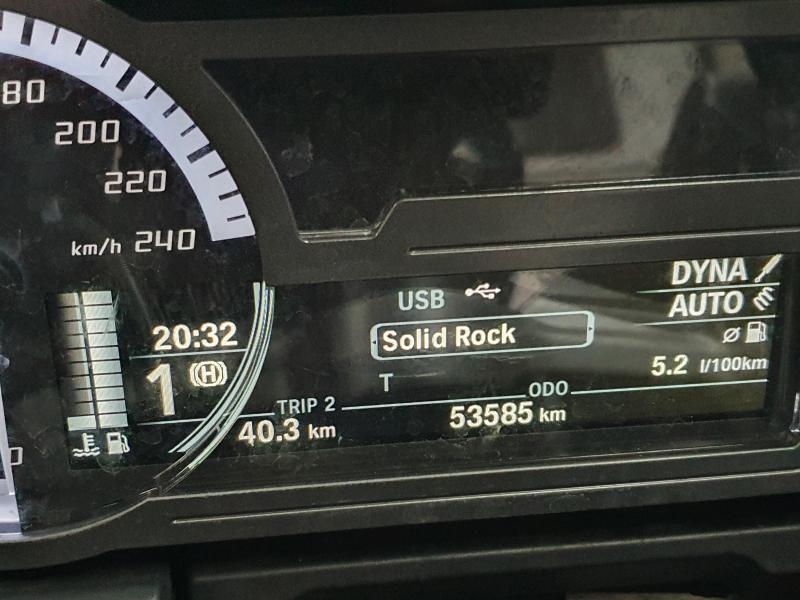 80
200
220
km/h 240
DYNA
USB
AUTO
Solid Rock
20:32
Ø
5.2 l/100km
1 (H)
T
ODO
TRIP 2
53585 km
40.3 km
0